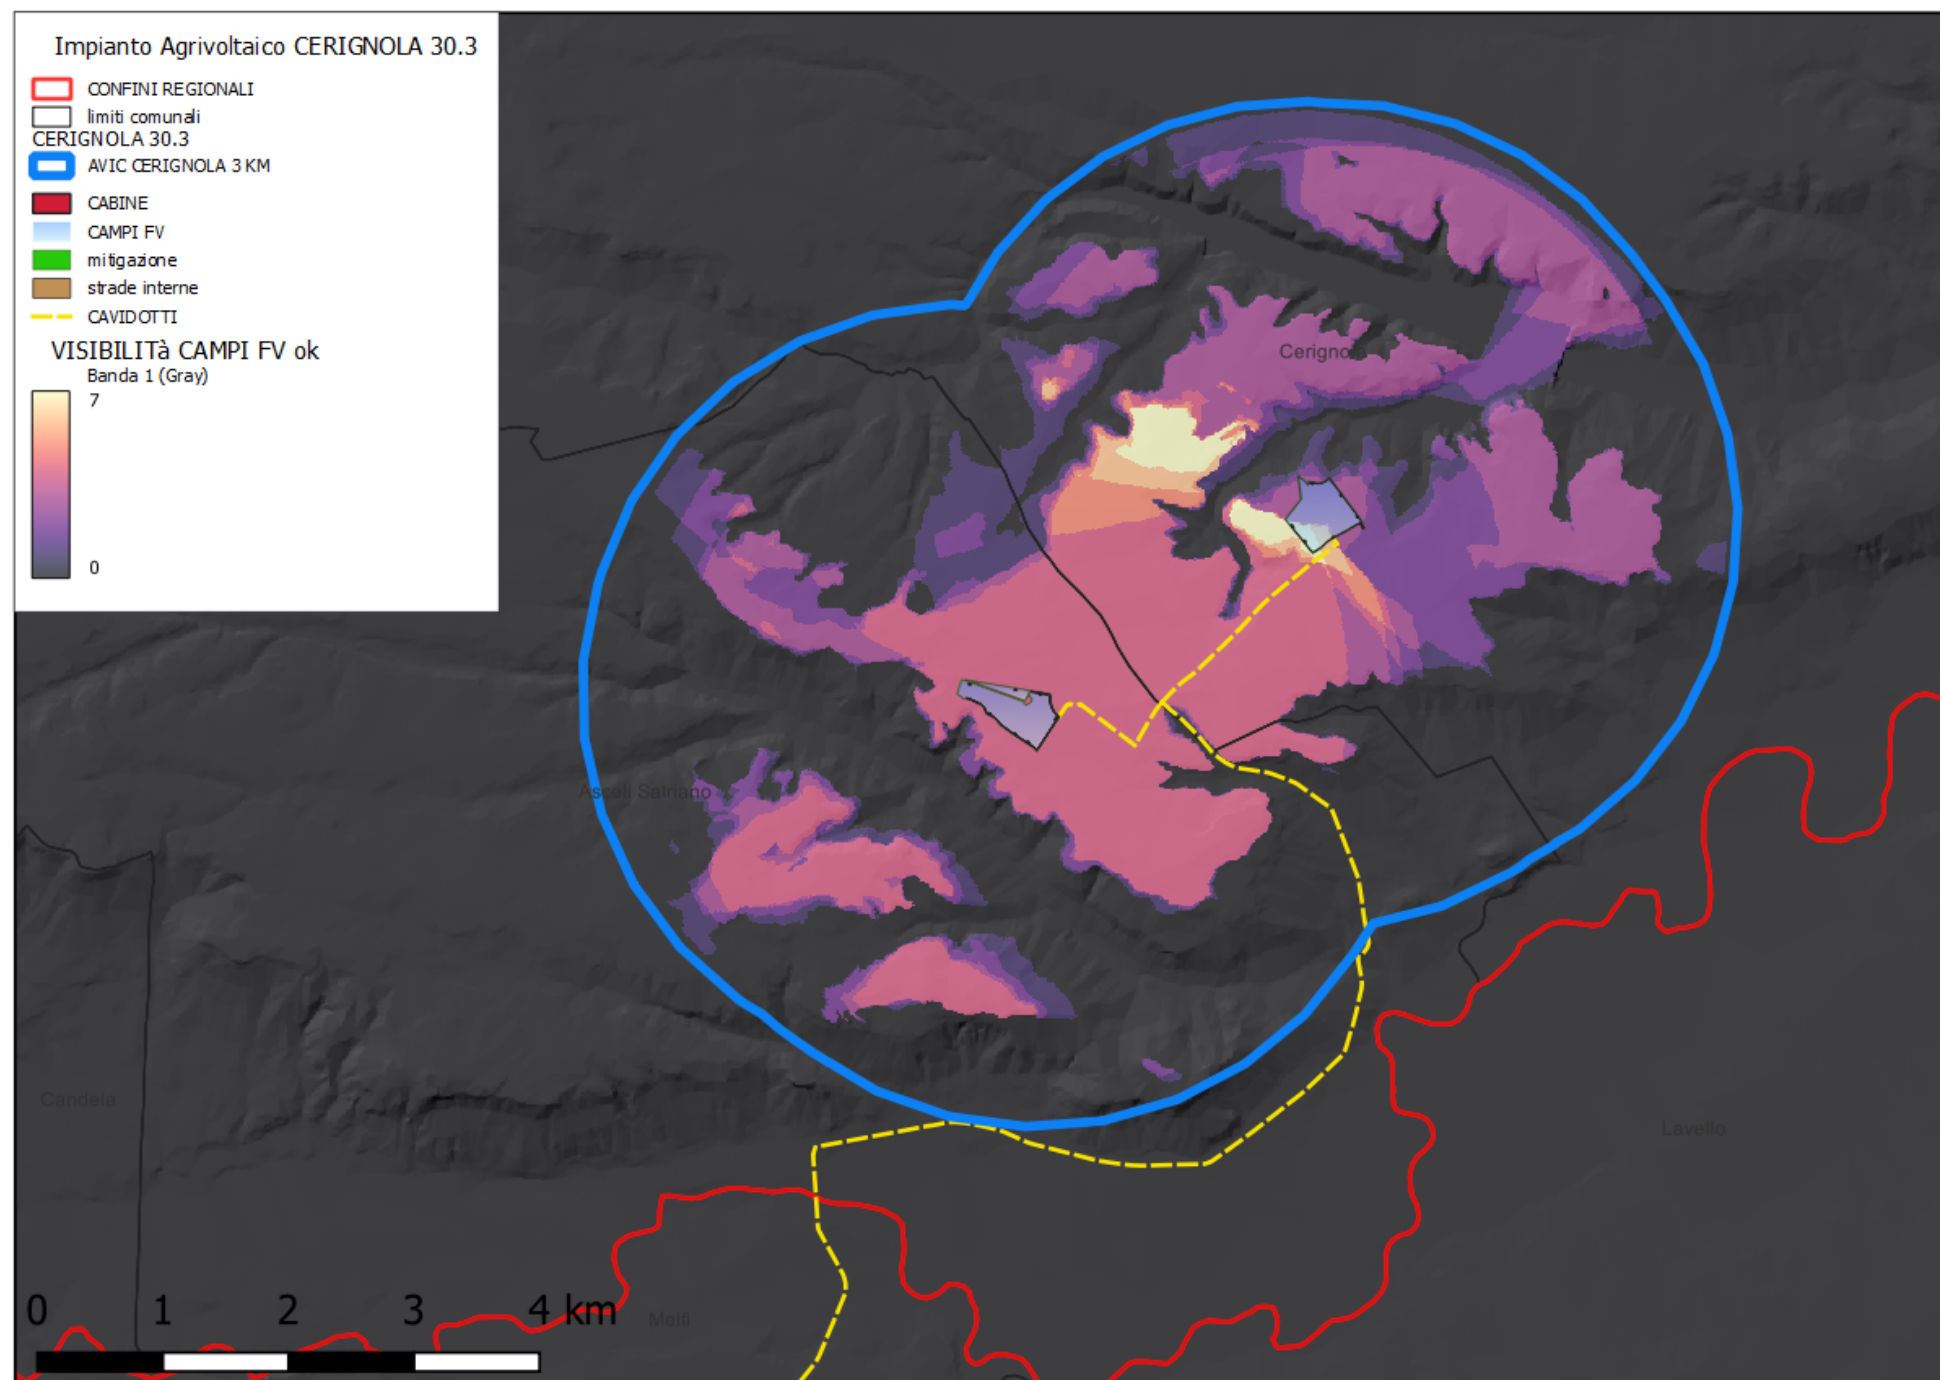 Impianto Agrivoltaico CERIGNOLA 30.3
CONFINI REGIONALI
limiti comunali
CERIGNOLA 30.3
AVIC CERIGNOLA 3 KM
CABINE
CAMPI FV
mitigazione
strade interne
CAVIDOTTI
VISIBILITà CAMPI FV ok
Banda 1 (Gray)
7
0
Cerignola
Ascoli Satriano
Candela
Lavello
Melfi
0 1 2 3 4 km